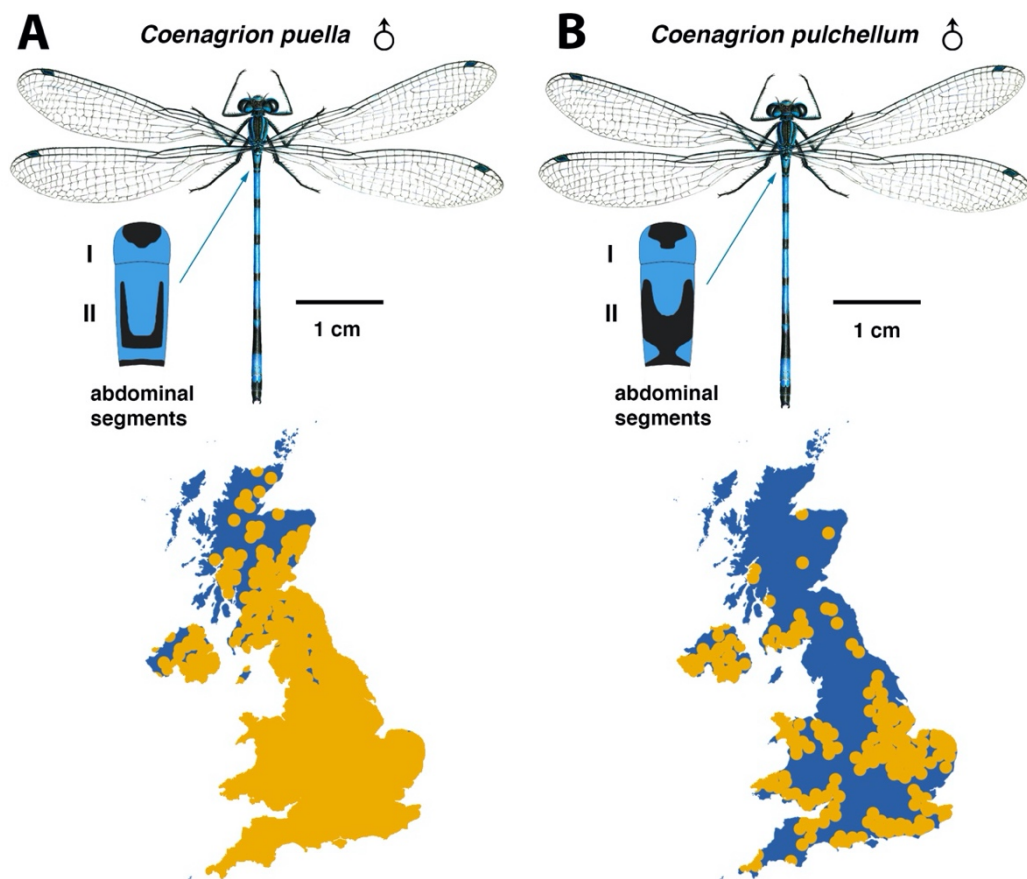 A
Coenagrion puella ♂
I
II
1 cm
abdominal
segments
B
Coenagrion pulchellum ♂
I
II
1 cm
abdominal
segments